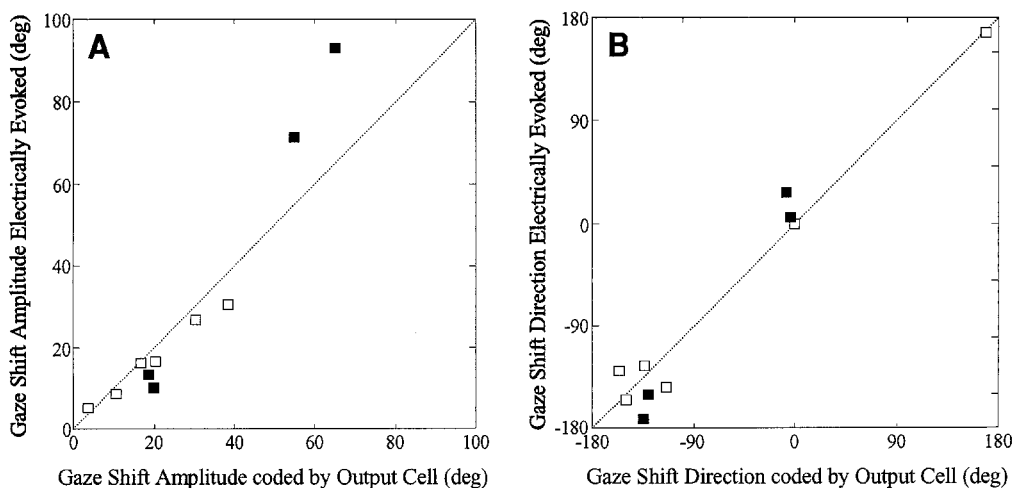 A
Gaze Shift Amplitude Electrically Evoked (deg)
100
80
60
40
20
0
0 20 40 60 80 100
Gaze Shift Amplitude coded by Output Cell (deg)
B
Gaze Shift Direction Electrically Evoked (deg)
180
90
0
-90
-180
-180 -90 0 90 180
Gaze Shift Direction coded by Output Cell (deg)